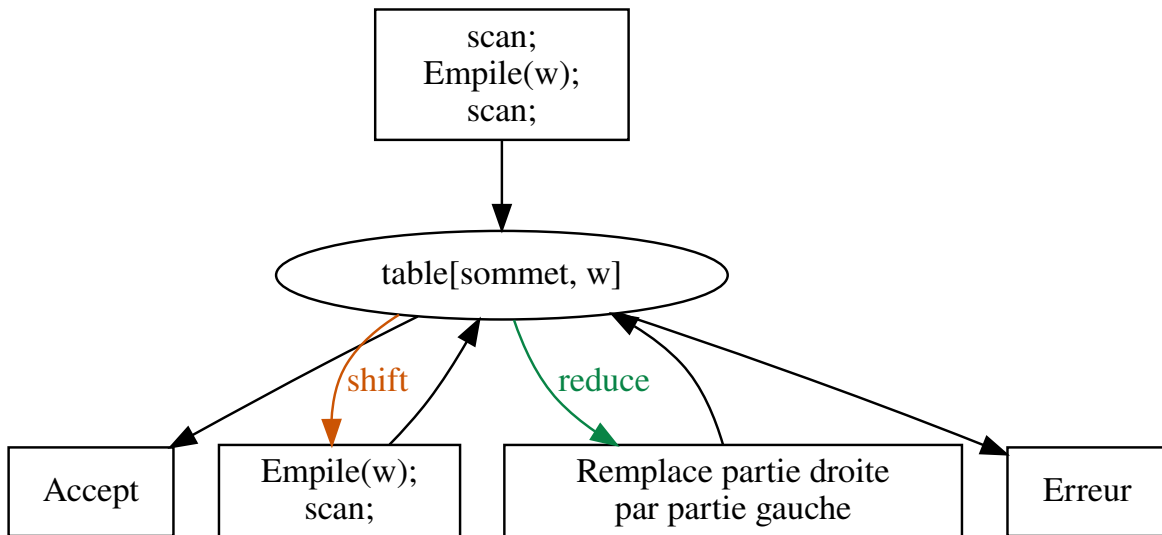 scan;
Empile(w);
scan;
table[sommet, w]
shift
reduce
Accept
Empile(w);
scan;
Remplace partie droite
par partie gauche
Erreur